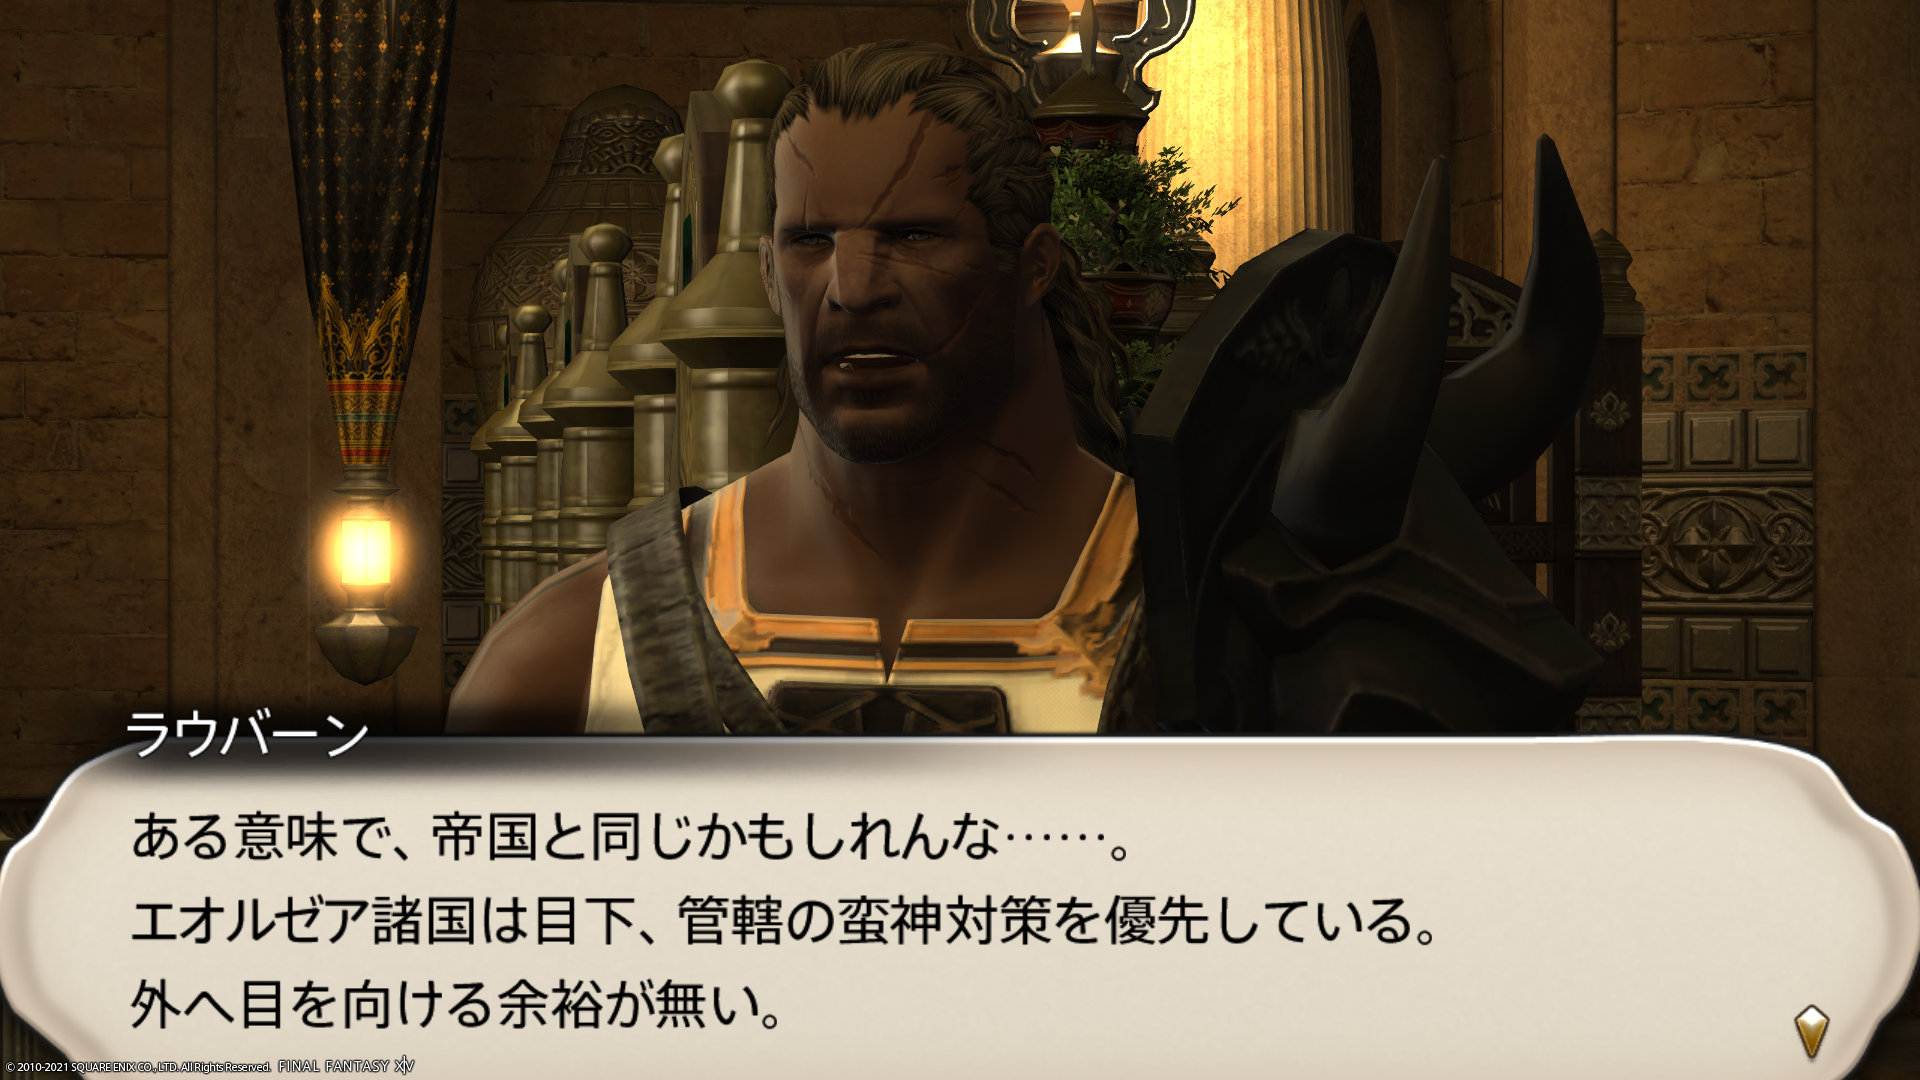 ラウバーン
ある意味で、帝国と同じかもしれんな……。
エオルゼア諸国は目下、管轄の蛮神対策を優先している。
外へ目を向ける余裕が無い。
© 2010-2021 SQUARE ENIX CO., LTD. All Rights Reserved. FINAL FANTASY XIV